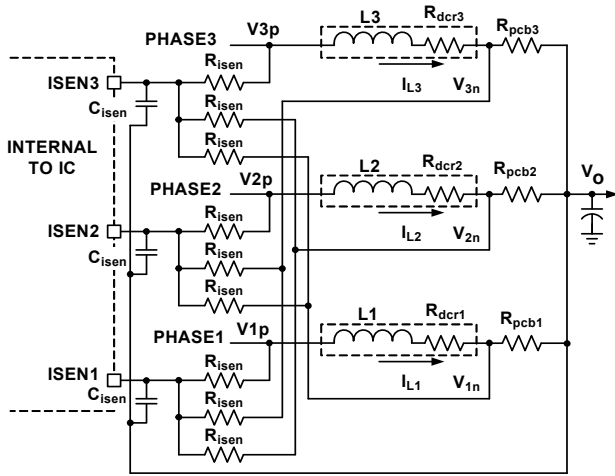 V3p
L3
Rdcr3
Rpcb3
PHASE3
Risen
ISEN3
IL3
V3n
Cisen
Risen
Risen
INTERNAL
TO IC
PHASE2
V2p
L2
Rdcr2
Rpcb2
Vo
Risen
ISEN2
IL2
V2n
Cisen
Risen
Risen
PHASE1
V1p
L1
Rdcr1
Rpcb1
Risen
ISEN1
IL1
V1n
Cisen
Risen
Risen